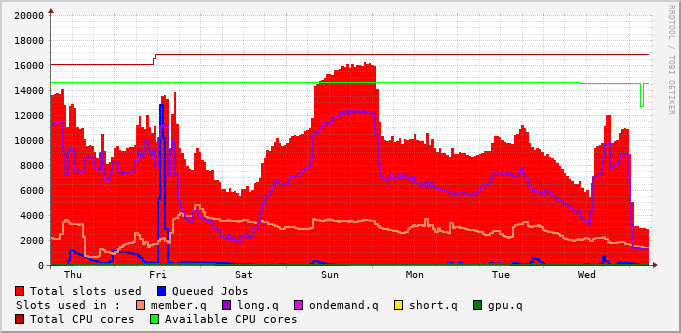 20000
18000
16000
14000
12000
10000
8000
6000
4000
2000
0
Thu Fri Sat Sun Mon Tue Wed
RRDTOOL / TOBI OETIKER
Total slots used Queued Jobs
Slots used in : member.q long.q ondemand.q short.q gpu.q
Total CPU cores Available CPU cores